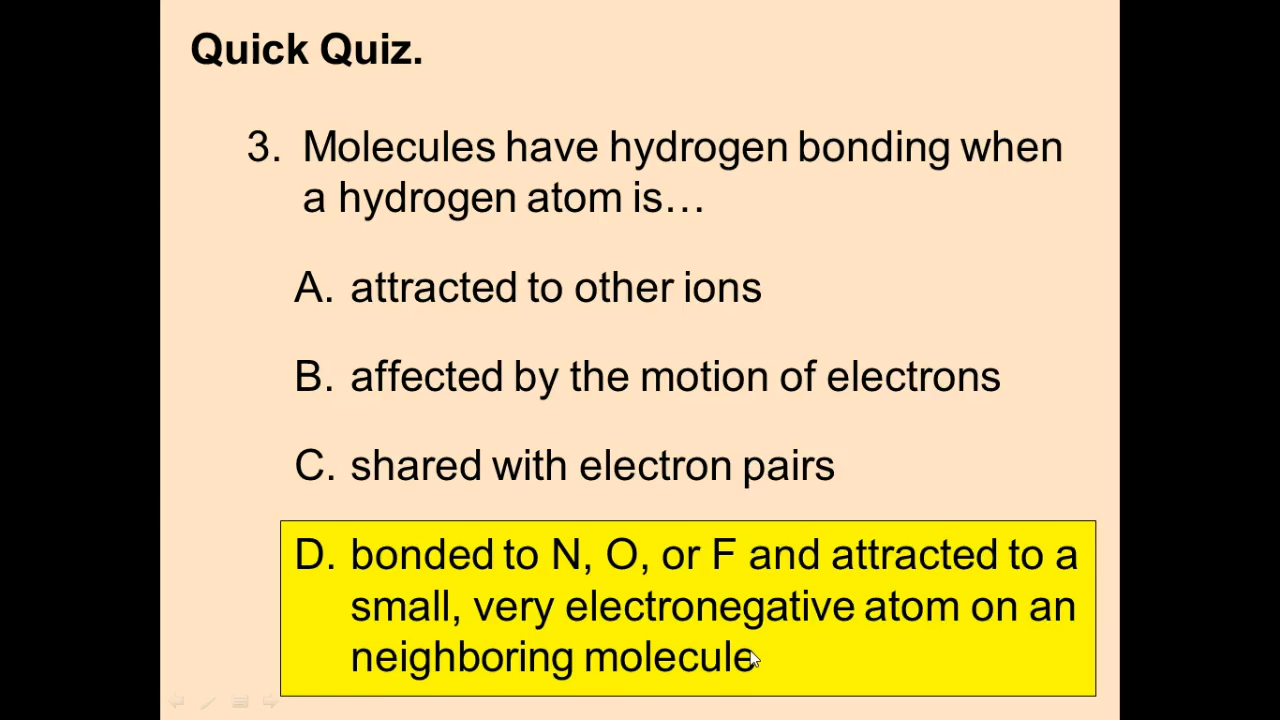 Quick Quiz.
3. Molecules have hydrogen bonding when
a hydrogen atom is…
A. attracted to other ions
B. affected by the motion of electrons
C. shared with electron pairs
D. bonded to N, O, or F and attracted to a
small, very electronegative atom on an
neighboring molecule